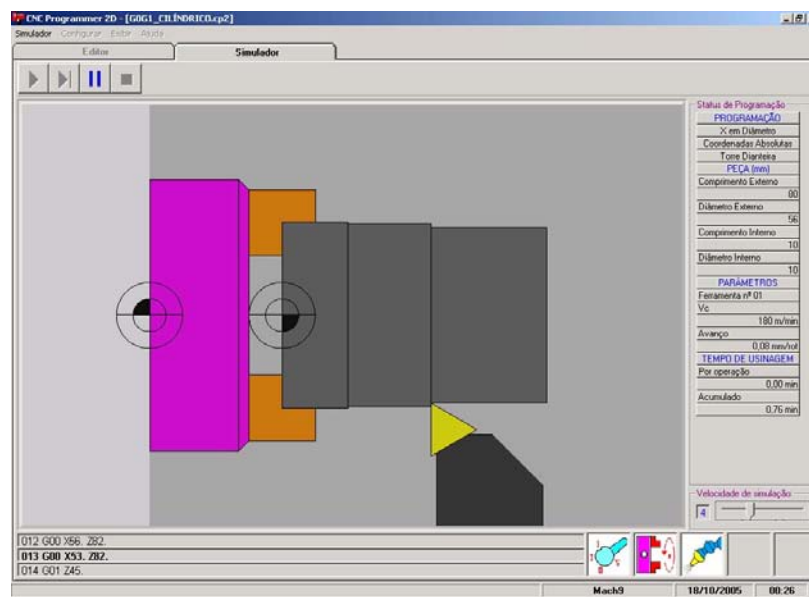 CNC Programmer 2D - [G0G1_CILÍNDRICO.cp2]
Simulador Configurar Exibir Ajuda
Editor Simulador
Status de Programação
PROGRAMAÇÃO
X em Diâmetro
Coordenadas Absolutas
Torre Dianteira
PEÇA (mm)
Comprimento Externo
80
Diâmetro Externo
56
Comprimento Interno
10
Diâmetro Interno
10
PARÂMETROS
Ferramenta nº 01
Vc
180 m/min
Avanço
0,08 mm/rot
TEMPO DE USINAGEM
Por operação
0,00 min
Acumulado
0,76 min
Velocidade de simulação
4
012 G00 X56. Z82.
013 G00 X53. Z82.
014 G01 Z45.
Mach9 18/10/2005 00:26